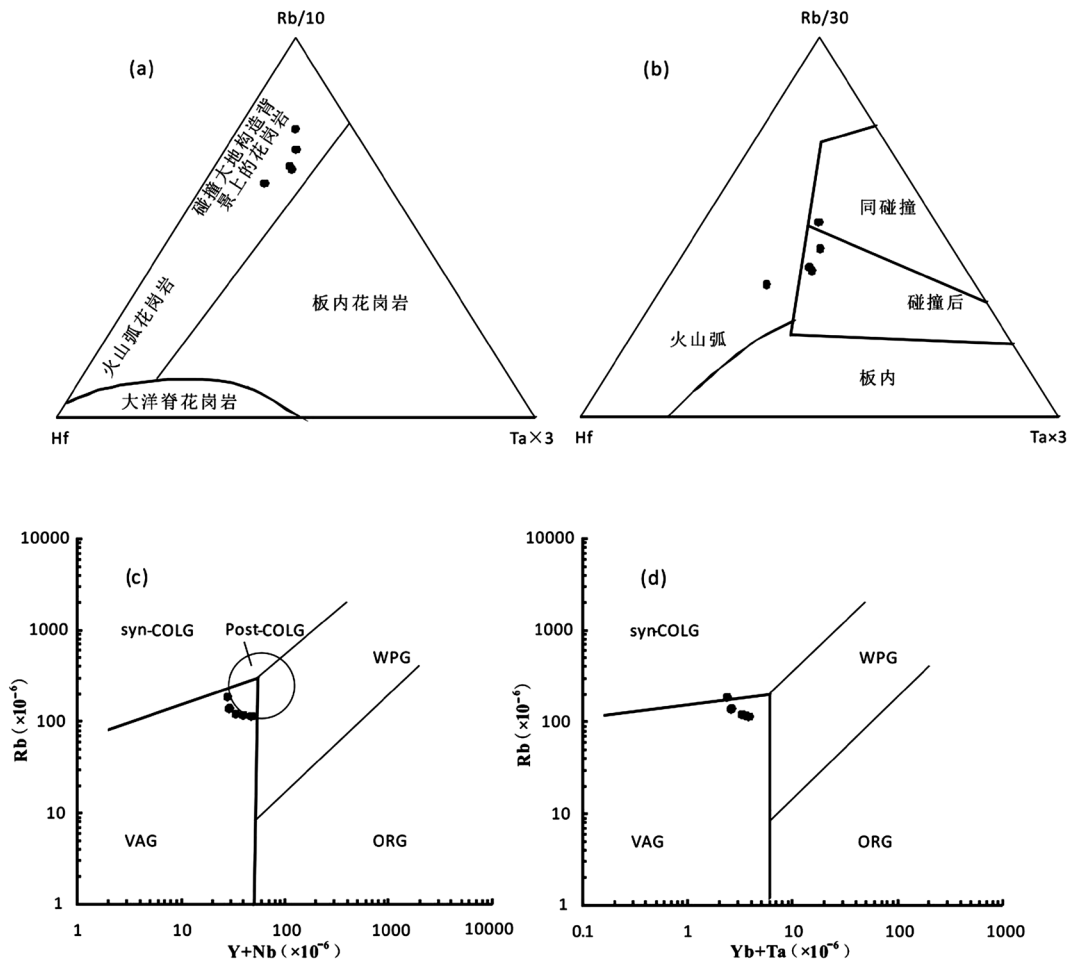 Rb/10
(a)
碰撞大地构造背
景上的花岗岩
火山弧花岗岩
板内花岗岩
大洋脊花岗岩
Hf
Ta×3
Rb/30
(b)
同碰撞
碰撞后
火山弧
板内
Hf
Ta×3
10000
1000
100
10
1
Rb（×10⁻⁶）
(c)
syn-COLG
Post-COLG
WPG
VAG
ORG
1
10
100
1000
10000
Y+Nb（×10⁻⁶）
10000
1000
100
10
1
Rb（×10⁻⁶）
(d)
syn-COLG
WPG
VAG
ORG
0.1
1
10
100
1000
Yb+Ta（×10⁻⁶）